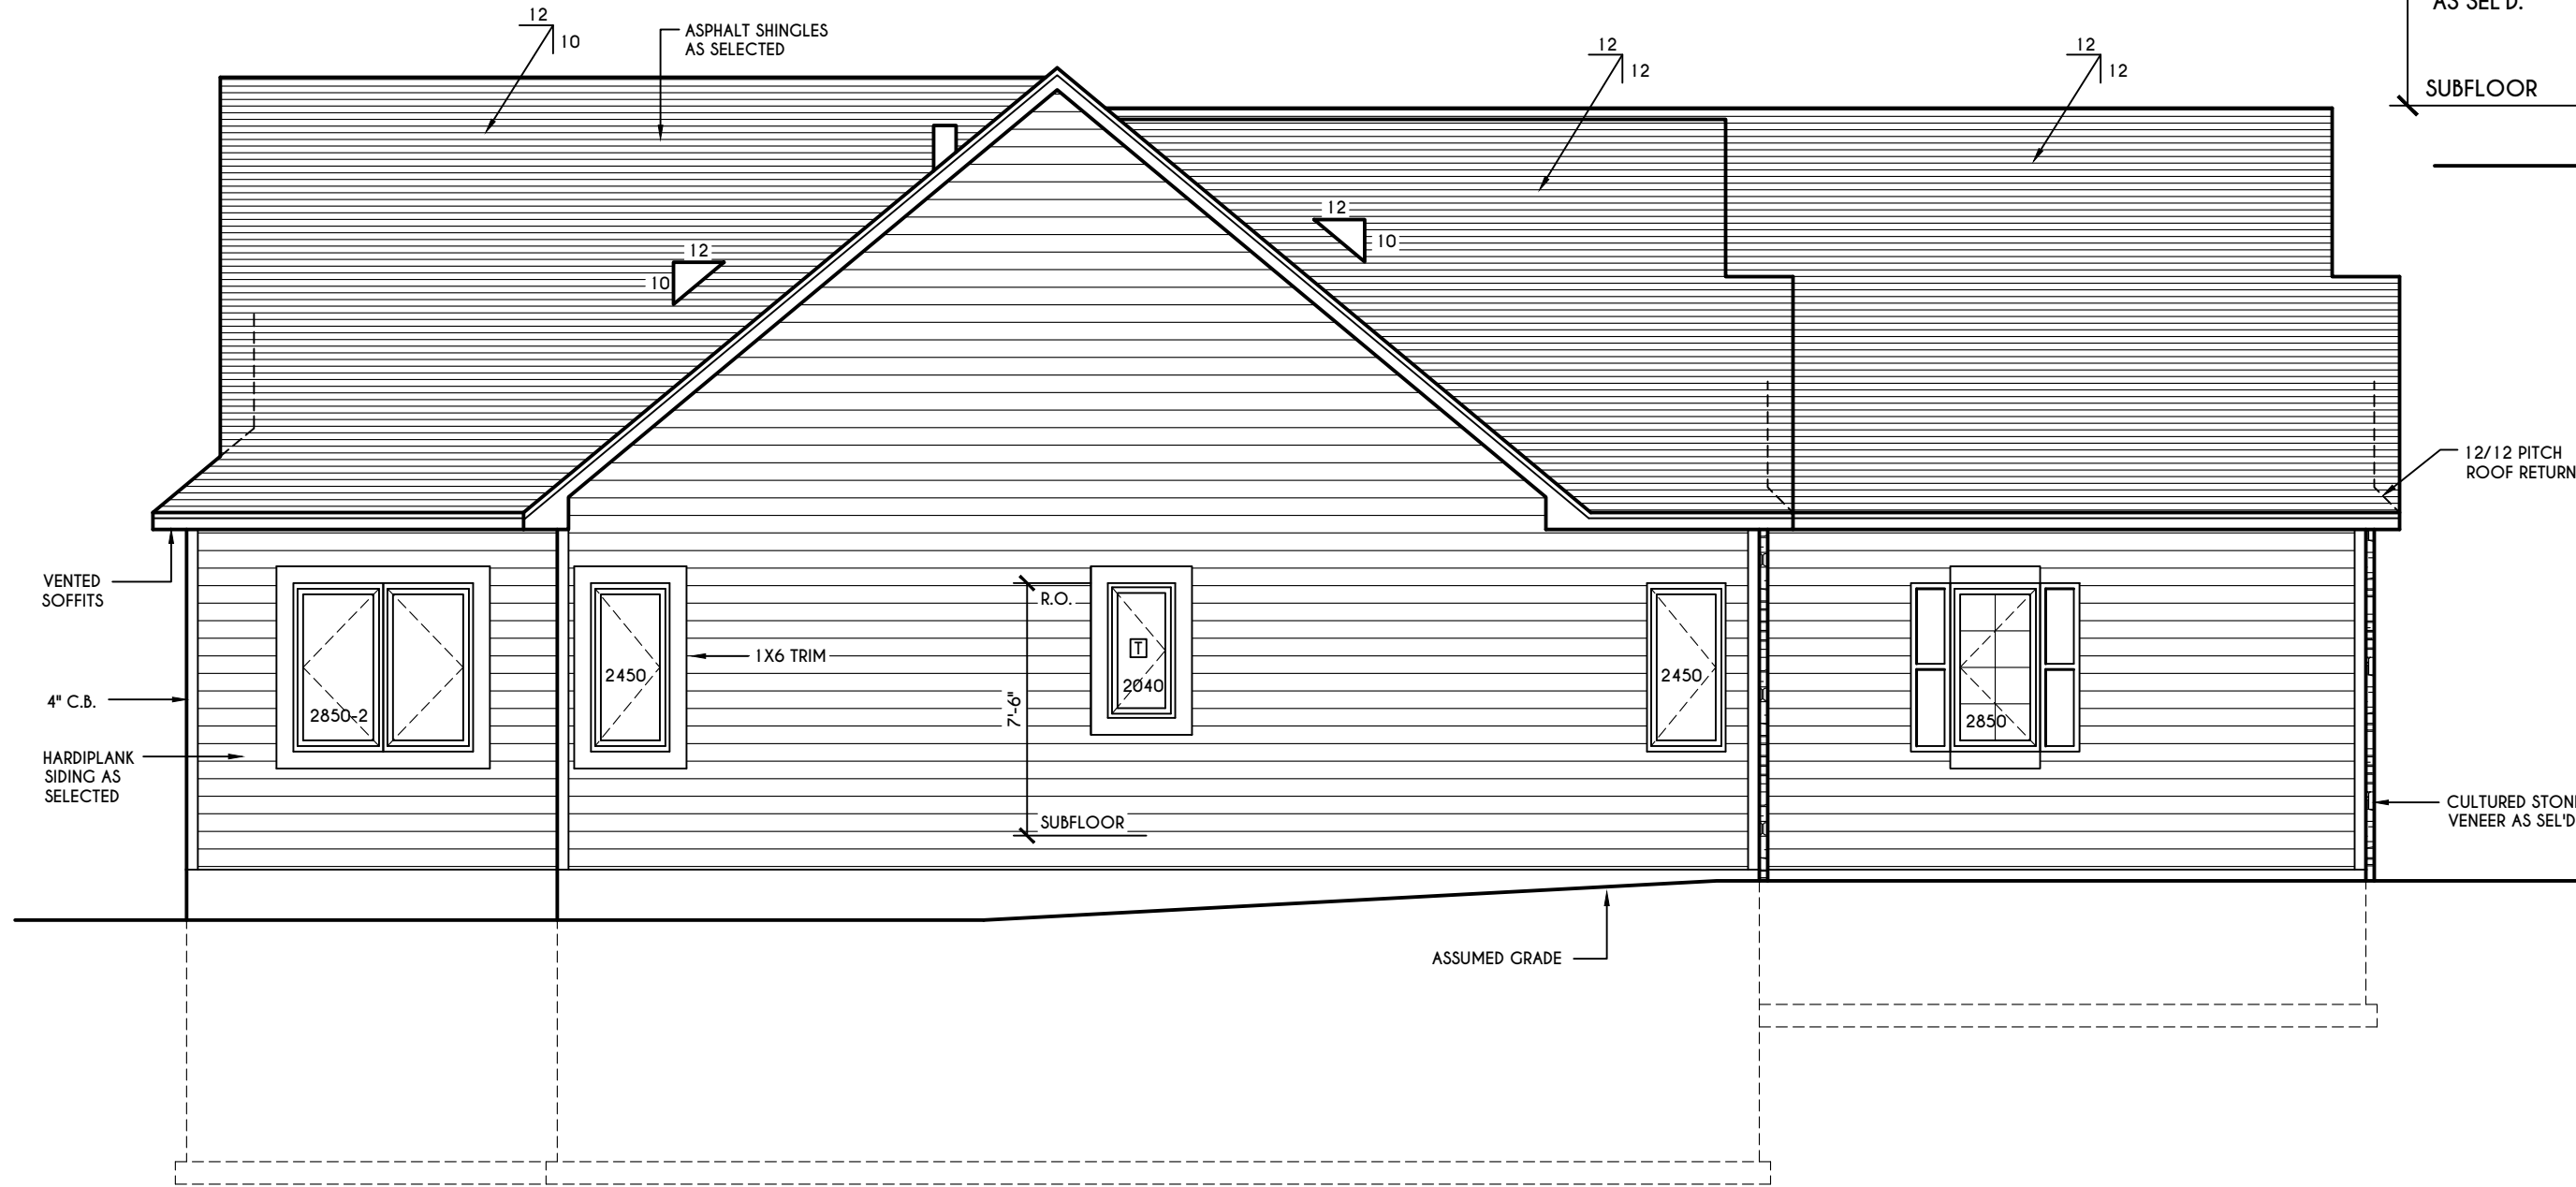 AS SEL'D.
12
10
ASPHALT SHINGLES
AS SELECTED
12
12
12
12
SUBFLOOR
12
10
12
10
12/12 PITCH
ROOF RETURN
VENTED
SOFFITS
R.O.
1X6 TRIM
2450
T
2040
2450
4" C.B.
2850-2
7'-6"
2850
HARDIPLANK
SIDING AS
SELECTED
SUBFLOOR
CULTURED STON
VENEER AS SEL'D
ASSUMED GRADE